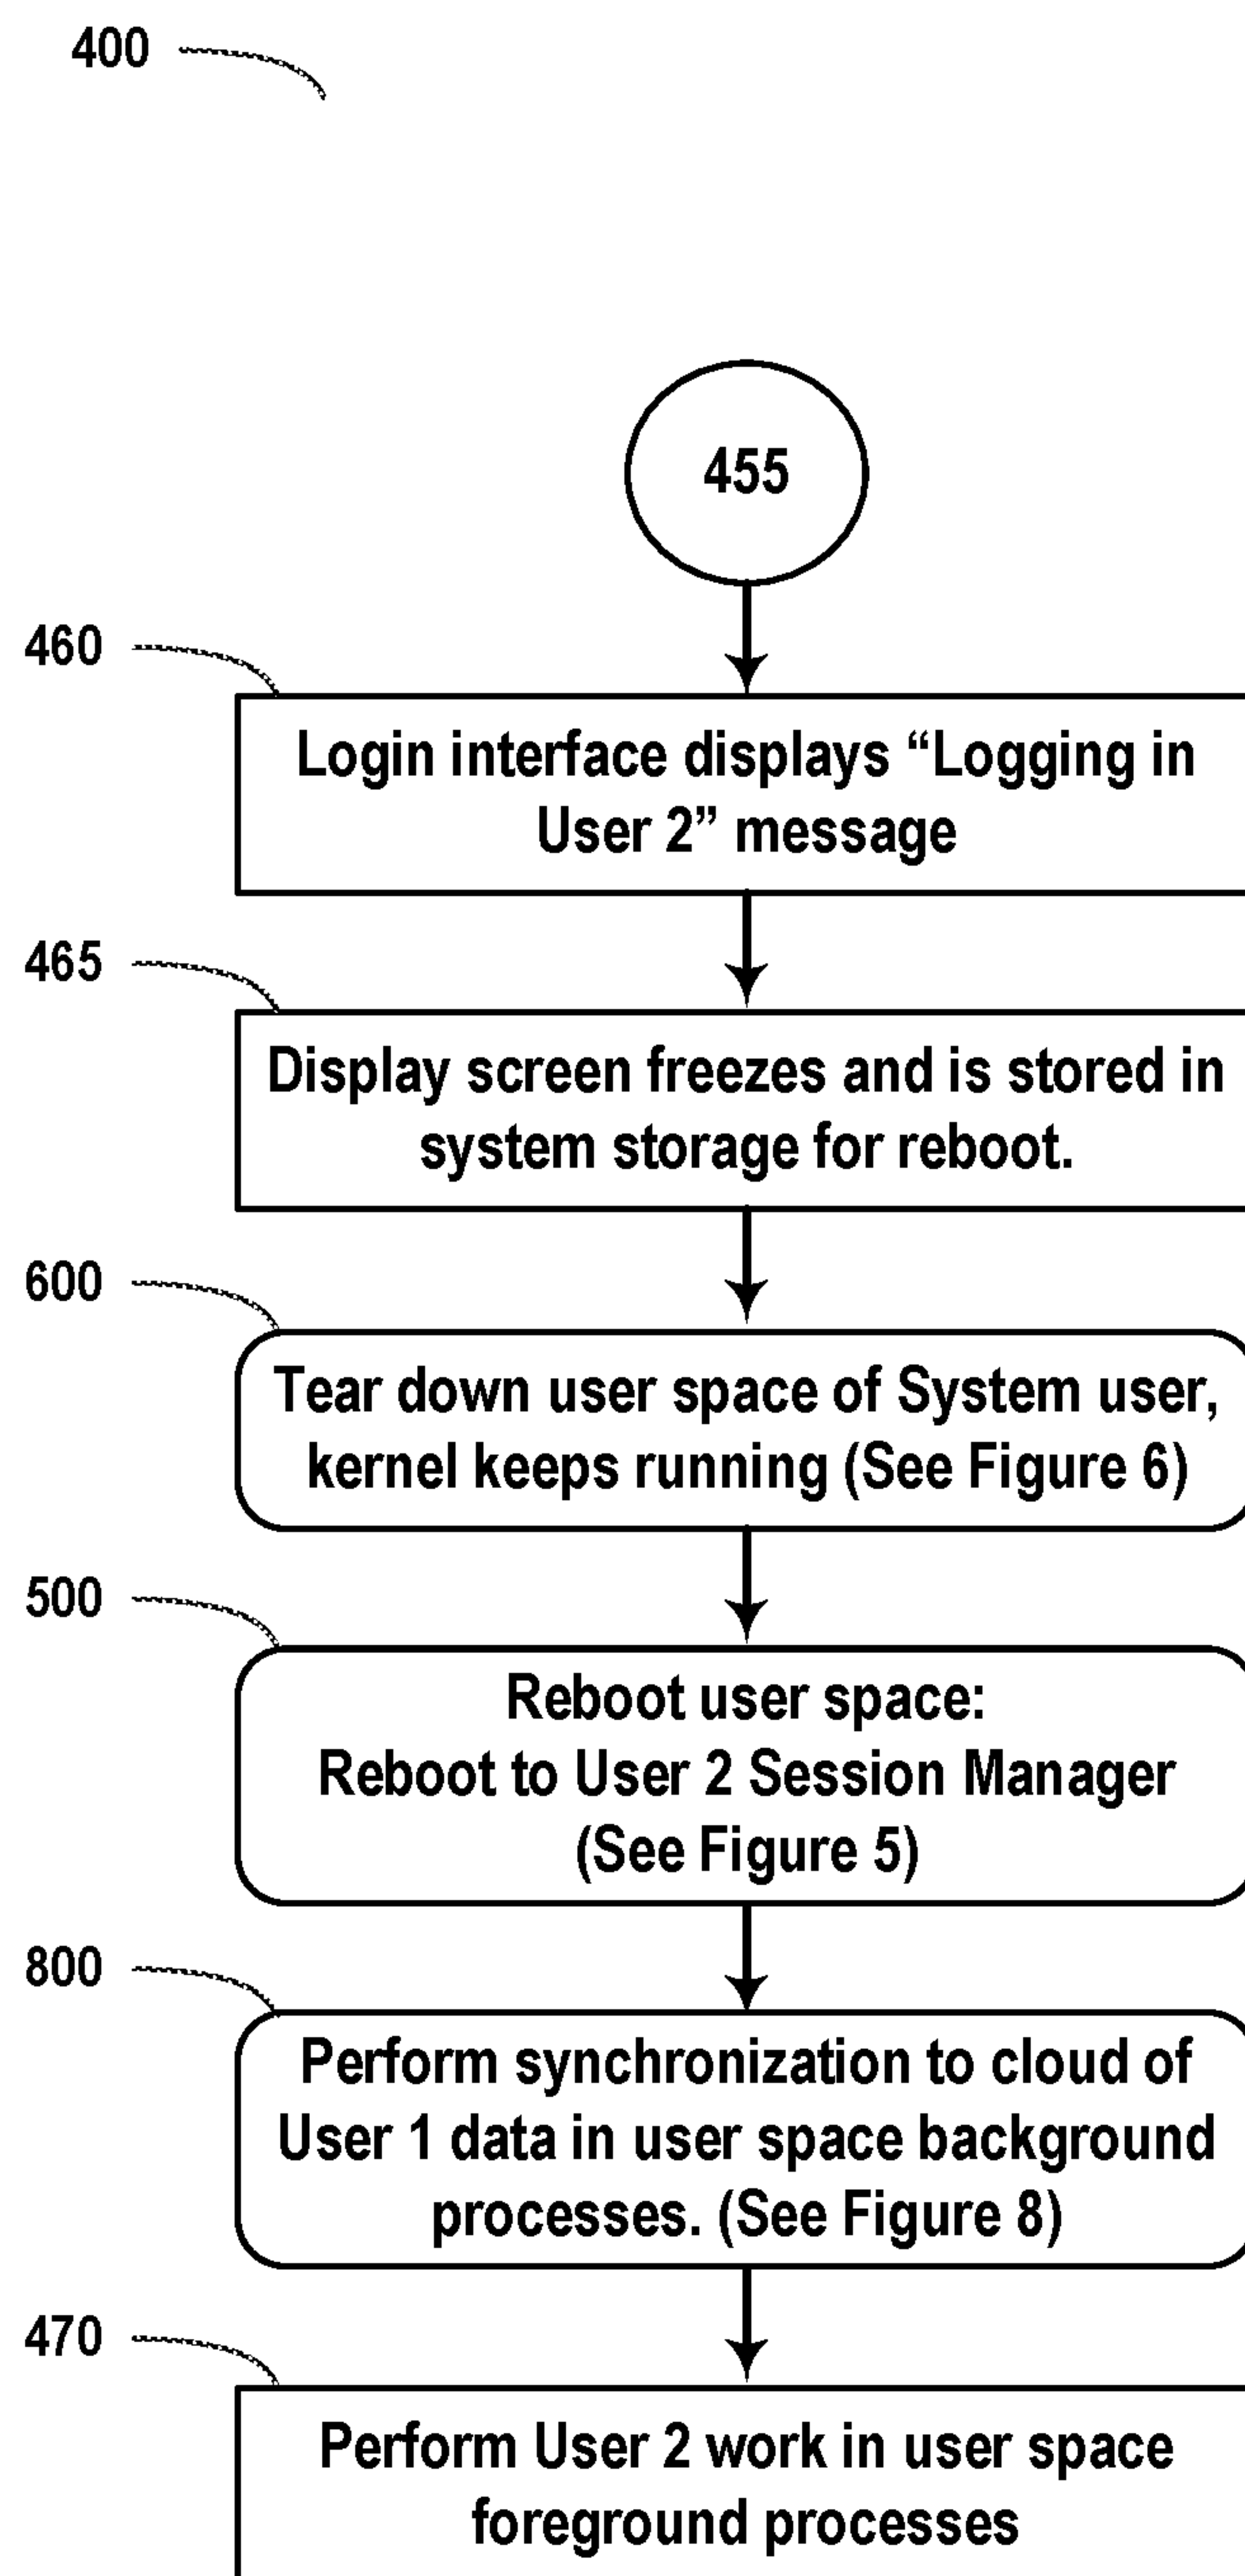 400
455
460
Login interface displays “Logging in
User 2” message
465
Display screen freezes and is stored in
system storage for reboot.
600
Tear down user space of System user,
kernel keeps running (See Figure 6)
500
Reboot user space:
Reboot to User 2 Session Manager
(See Figure 5)
800
Perform synchronization to cloud of
User 1 data in user space background
processes. (See Figure 8)
470
Perform User 2 work in user space
foreground processes